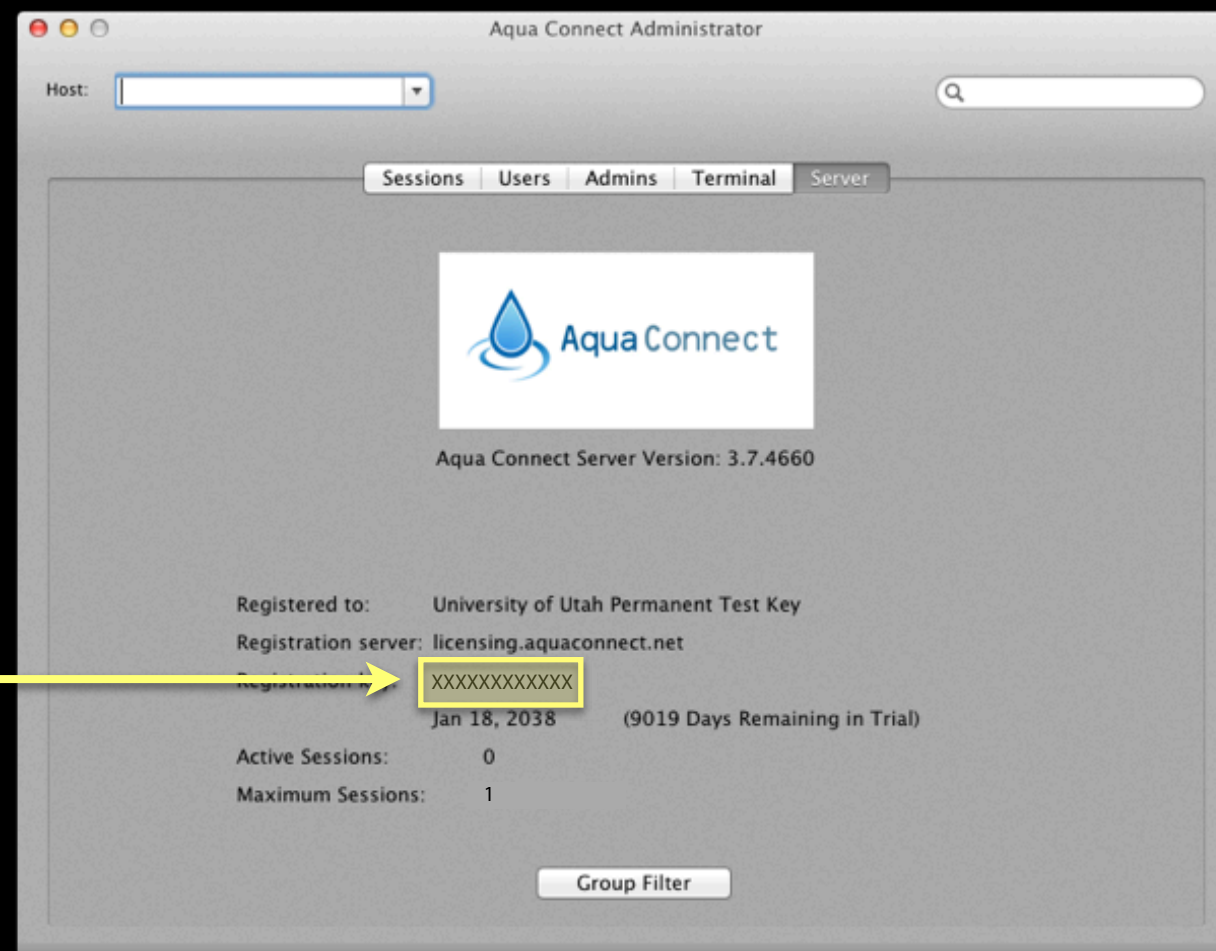 Aqua Connect Administrator
Host:
Sessions Users Admins Terminal Server
Aqua Connect
Aqua Connect Server Version: 3.7.4660
Registered to: University of Utah Permanent Test Key
Registration server: licensing.aquaconnect.net
Registration XXXXXXXXXXXX
Jan 18, 2038 (9019 Days Remaining in Trial)
Active Sessions: 0
Maximum Sessions: 1
Group Filter